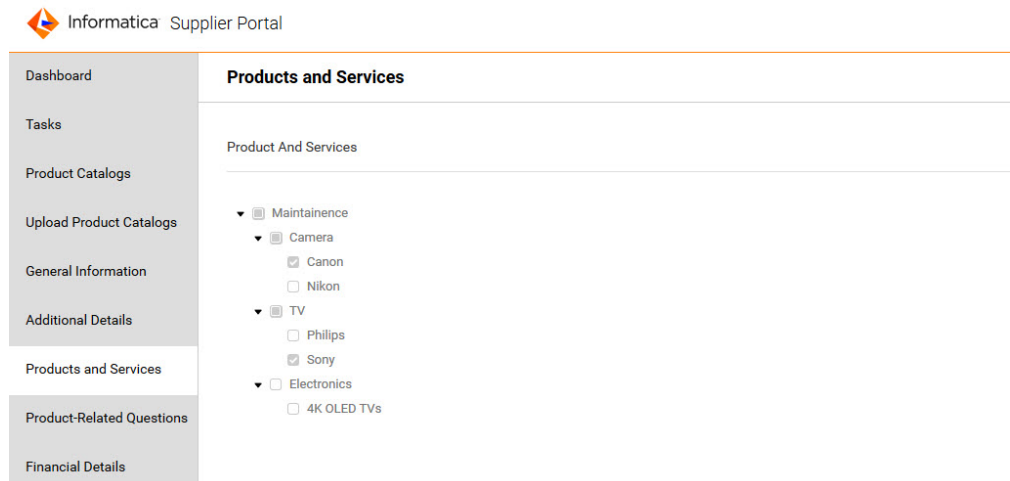 Informatica Supplier Portal
Dashboard
Products and Services
Tasks
Product And Services
Product Catalogs
Maintainence
Upload Product Catalogs
Camera
Canon
General Information
Nikon
Additional Details
TV
Philips
Products and Services
Sony
Electronics
4K OLED TVs
Product-Related Questions
Financial Details